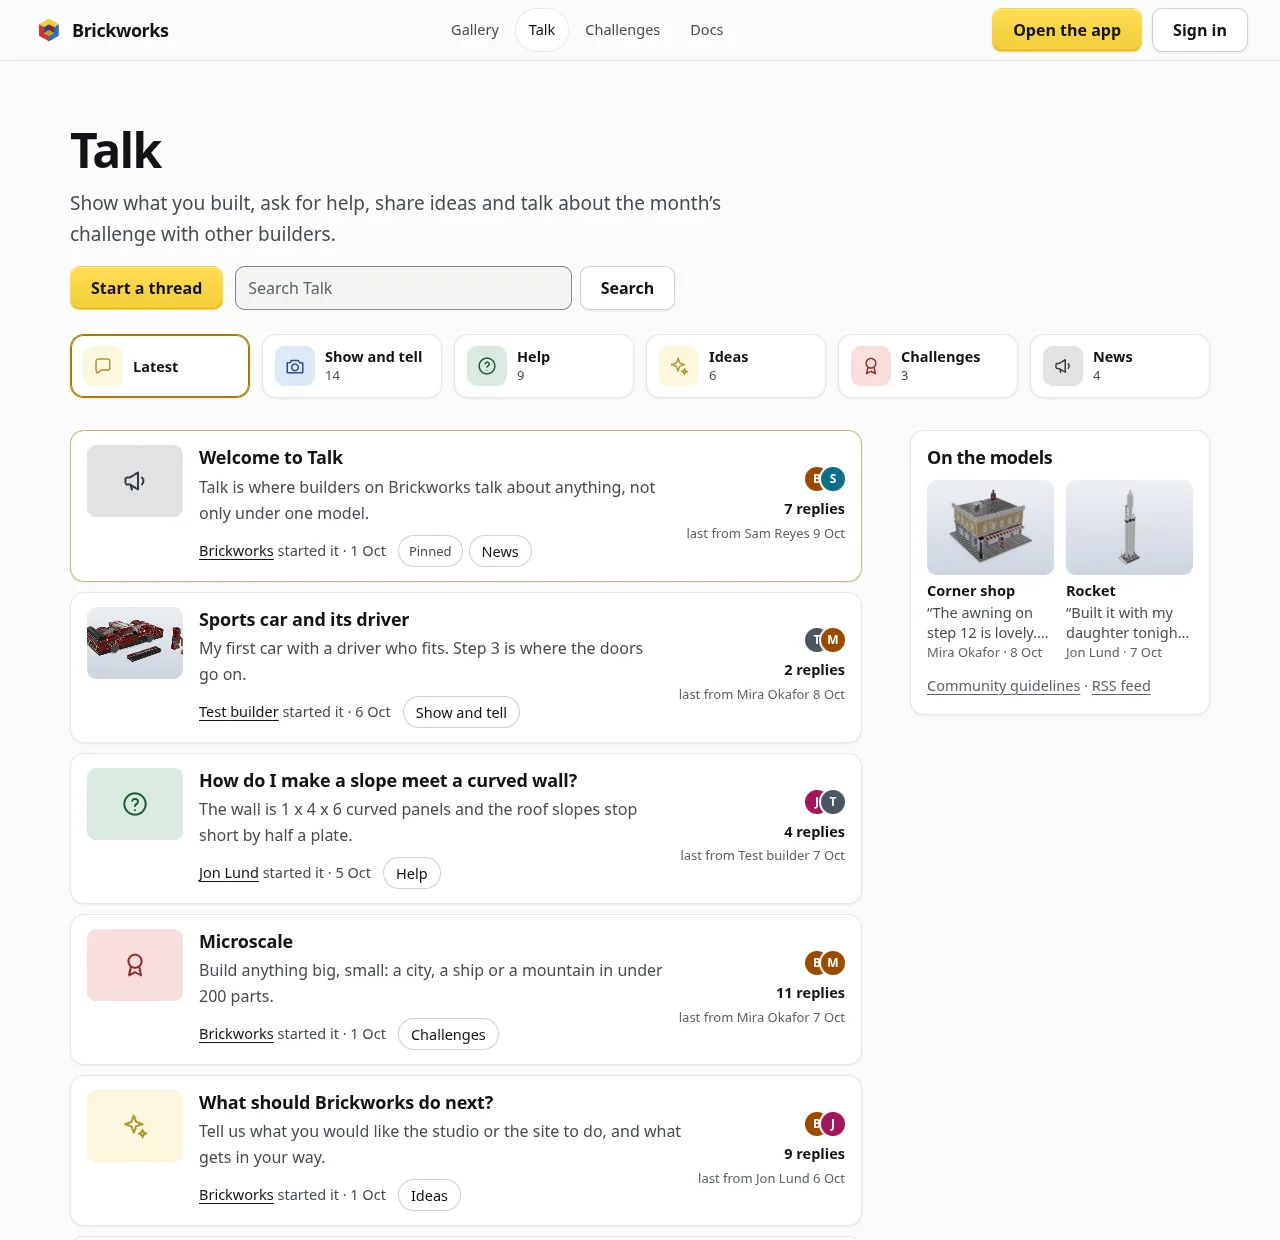 Brickworks
Gallery
Talk
Challenges
Docs
Open the app
Sign in
Talk
Show what you built, ask for help, share ideas and talk about the month’s
challenge with other builders.
Start a thread
Search Talk
Search
Latest
Show and tell
14
Help
9
Ideas
6
Challenges
3
News
4
Welcome to Talk
Talk is where builders on Brickworks talk about anything, not
only under one model.
Brickworks started it · 1 Oct
Pinned
News
B S
7 replies
last from Sam Reyes 9 Oct
Sports car and its driver
My first car with a driver who fits. Step 3 is where the doors
go on.
Test builder started it · 6 Oct
Show and tell
T M
2 replies
last from Mira Okafor 8 Oct
How do I make a slope meet a curved wall?
The wall is 1 x 4 x 6 curved panels and the roof slopes stop
short by half a plate.
Jon Lund started it · 5 Oct
Help
J T
4 replies
last from Test builder 7 Oct
Microscale
Build anything big, small: a city, a ship or a mountain in under
200 parts.
Brickworks started it · 1 Oct
Challenges
B M
11 replies
last from Mira Okafor 7 Oct
What should Brickworks do next?
Tell us what you would like the studio or the site to do, and what
gets in your way.
Brickworks started it · 1 Oct
Ideas
B J
9 replies
last from Jon Lund 6 Oct
On the models
Corner shop
“The awning on
step 12 is lovely....
Mira Okafor · 8 Oct
Rocket
“Built it with my
daughter tonigh...
Jon Lund · 7 Oct
Community guidelines · RSS feed